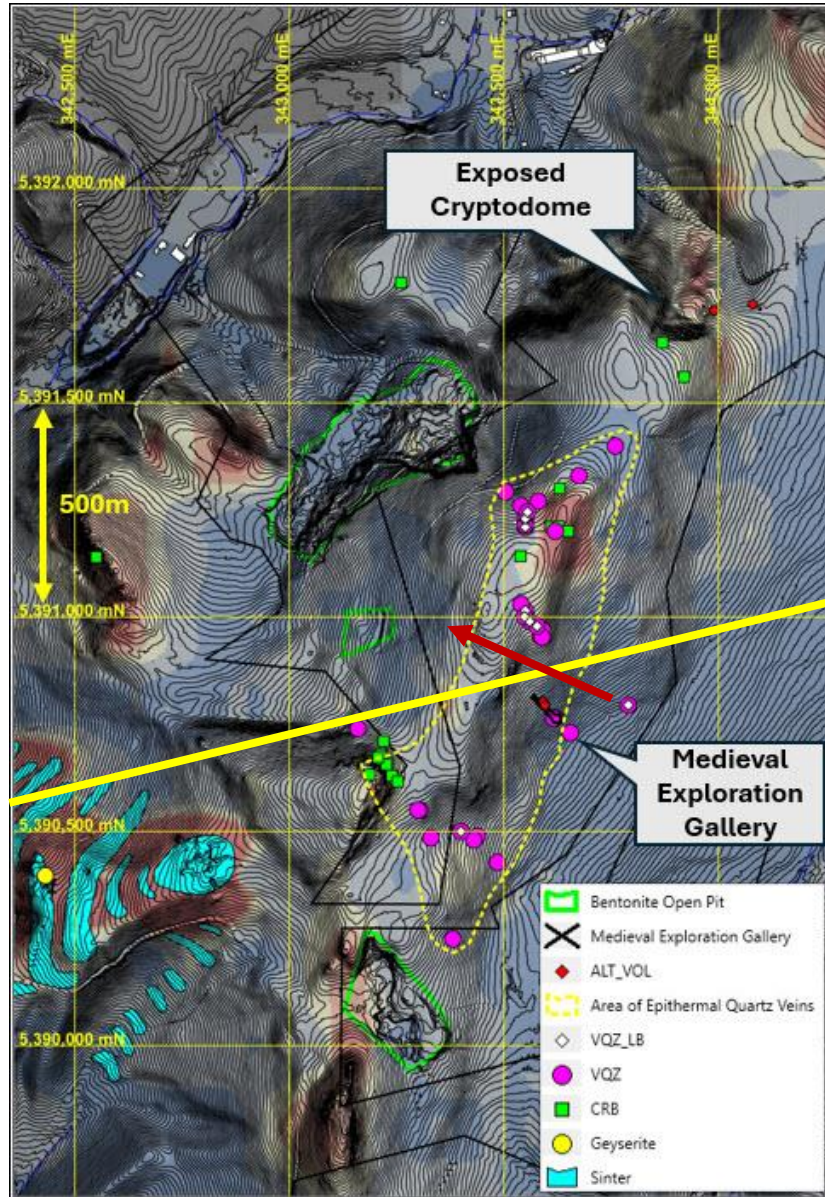 342,500 mE
343,000 mE
343,500 mE
344,000 mE
5,392,000 mN
Exposed
Cryptodome
5,391,500 mN
500m
5,391,000 mN
Medieval
Exploration
Gallery
5,390,500 mN
5,390,000 mN
Bentonite Open Pit
Medieval Exploration Gallery
ALT_VOL
Area of Epithermal Quartz Veins
VQZ_LB
VQZ
CRB
Geyserite
Sinter